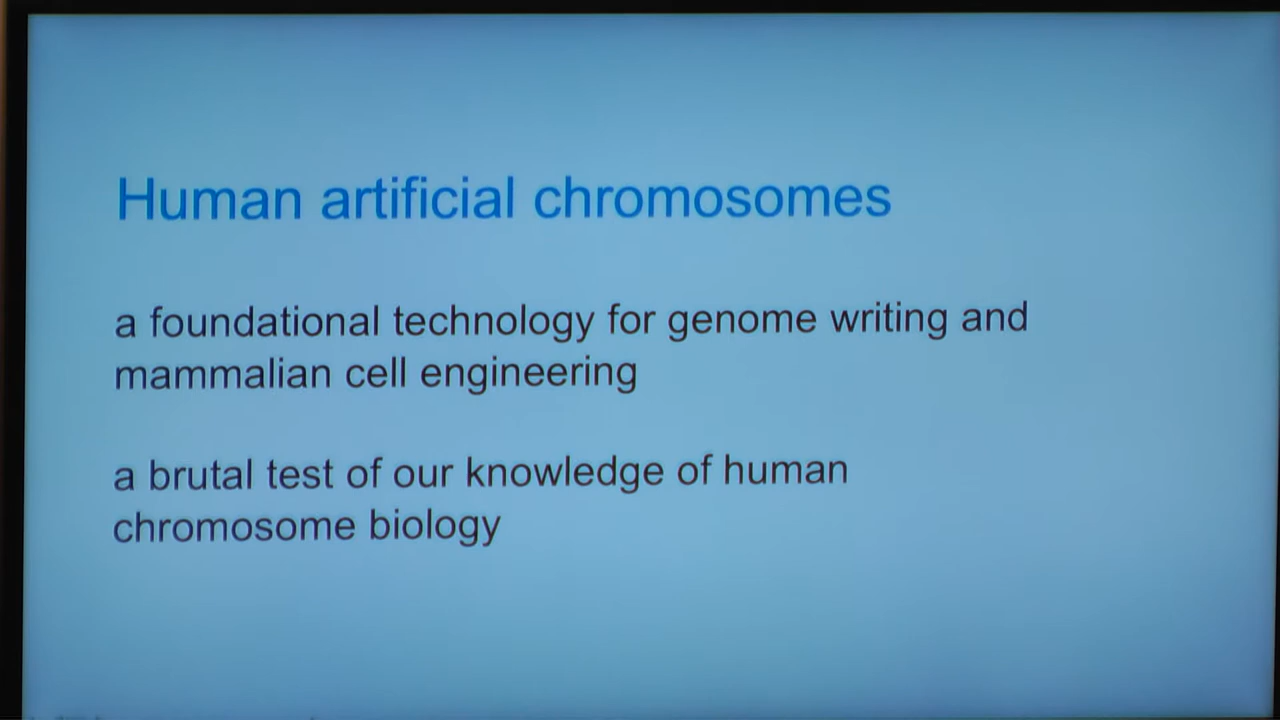 Human artificial chromosomes
a foundational technology for genome writing and
mammalian cell engineering
a brutal test of our knowledge of human
chromosome biology